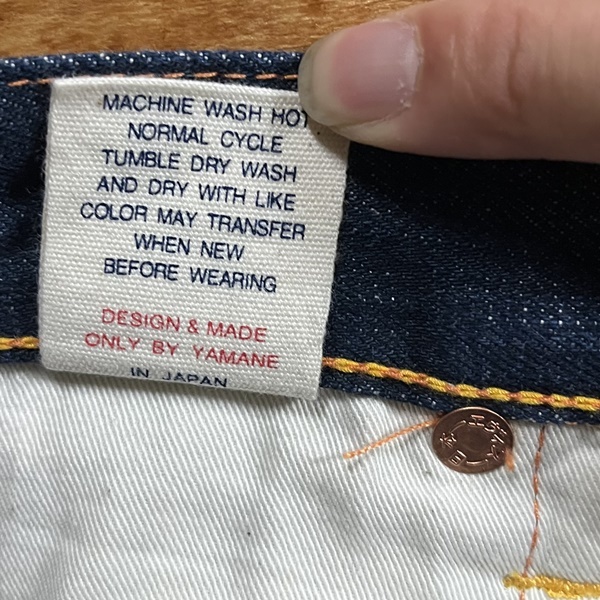 MACHINE WASH HOT
NORMAL CYCLE
TUMBLE DRY WASH
AND DRY WITH LIKE
COLOR MAY TRANSFER
WHEN NEW
BEFORE WEARING
DESIGN & MADE
ONLY BY YAMANE
IN JAPAN